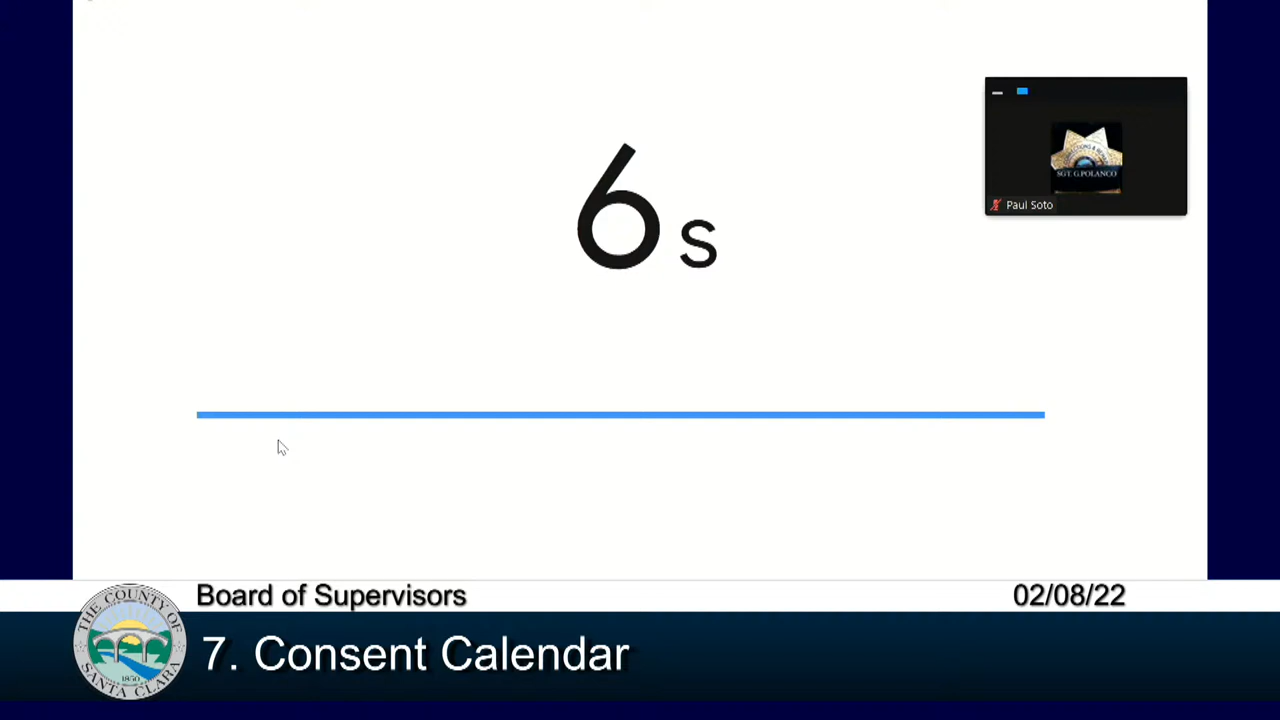 6 s
SGT. G.POLANCO
Paul Soto
Board of Supervisors
02/08/22
THE COUNTY OF
SANTA CLARA
1850
7. Consent Calendar